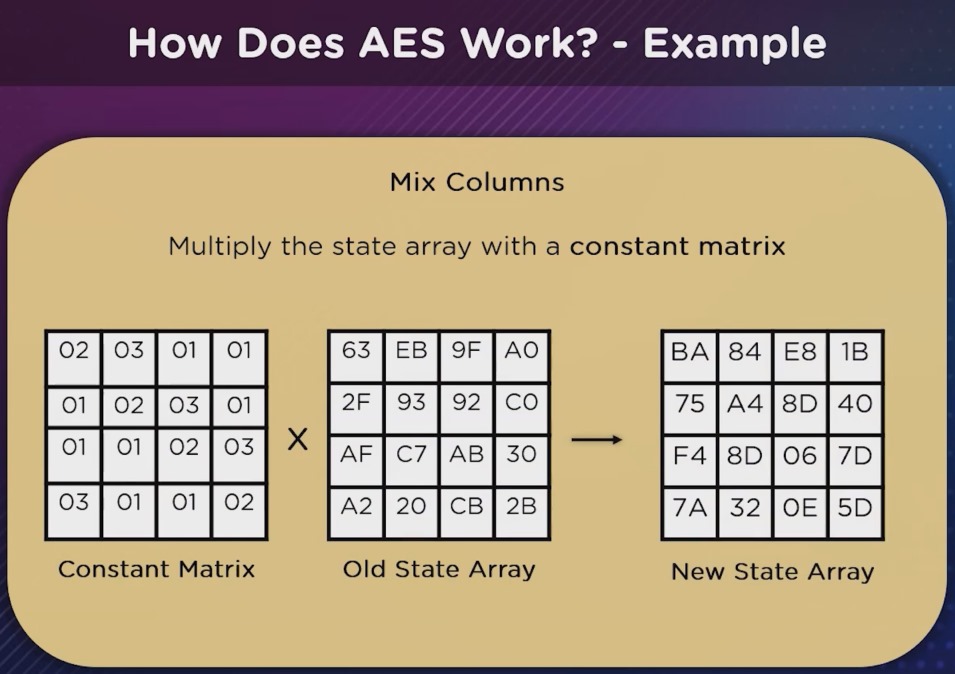 How Does AES Work? - Example
Mix Columns
Multiply the state array with a constant matrix
02 03 01 01
01 02 03 01
01 01 02 03
03 01 01 02
Constant Matrix
X
63 EB 9F A0
2F 93 92 C0
AF C7 AB 30
A2 20 CB 2B
Old State Array
BA 84 E8 1B
75 A4 8D 40
F4 8D 06 7D
7A 32 0E 5D
New State Array